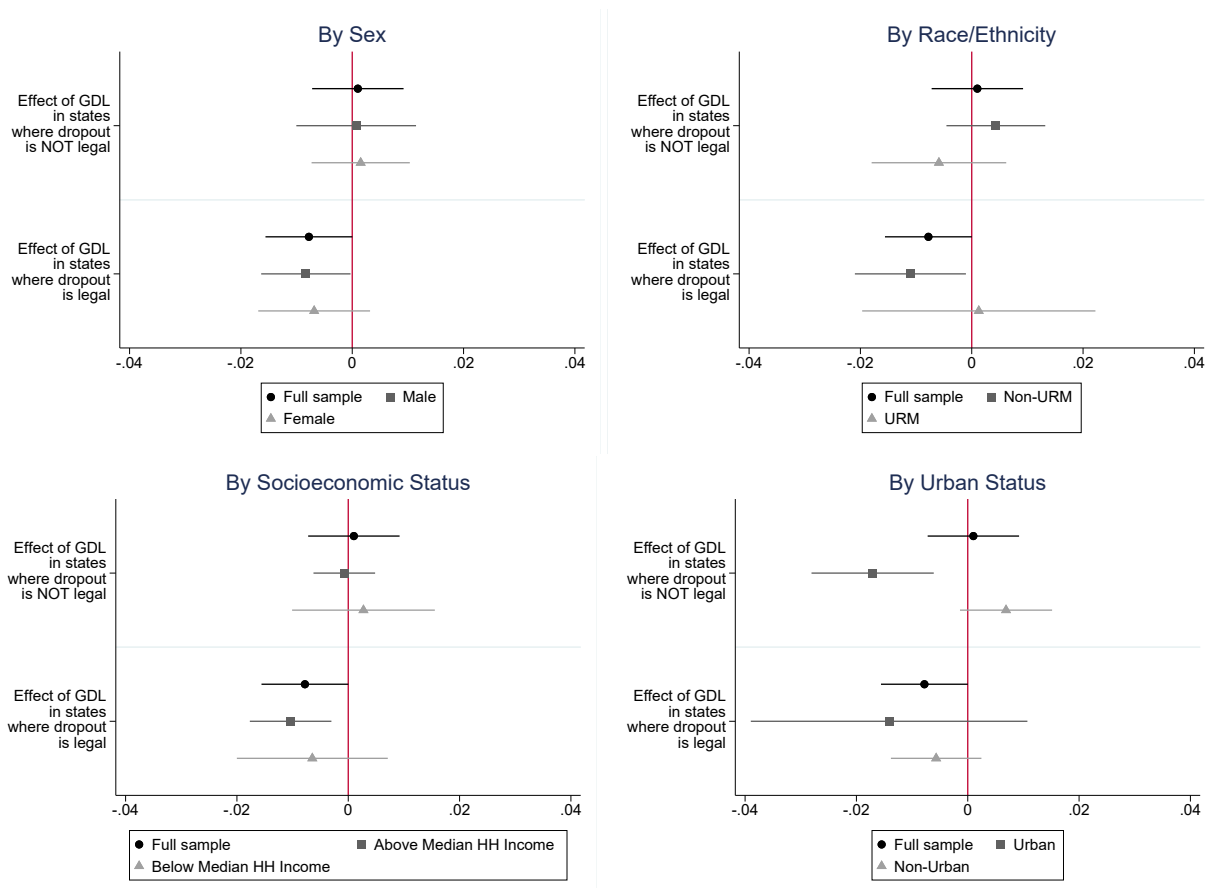 By Sex
Effect of GDL
in states
where dropout
is NOT legal
Effect of GDL
in states
where dropout
is legal
-.04 -.02 0 .02 .04
Full sample Male
Female
By Race/Ethnicity
Effect of GDL
in states
where dropout
is NOT legal
Effect of GDL
in states
where dropout
is legal
-.04 -.02 0 .02 .04
Full sample Non-URM
URM
By Socioeconomic Status
Effect of GDL
in states
where dropout
is NOT legal
Effect of GDL
in states
where dropout
is legal
-.04 -.02 0 .02 .04
Full sample Above Median HH Income
Below Median HH Income
By Urban Status
Effect of GDL
in states
where dropout
is NOT legal
Effect of GDL
in states
where dropout
is legal
-.04 -.02 0 .02 .04
Full sample Urban
Non-Urban